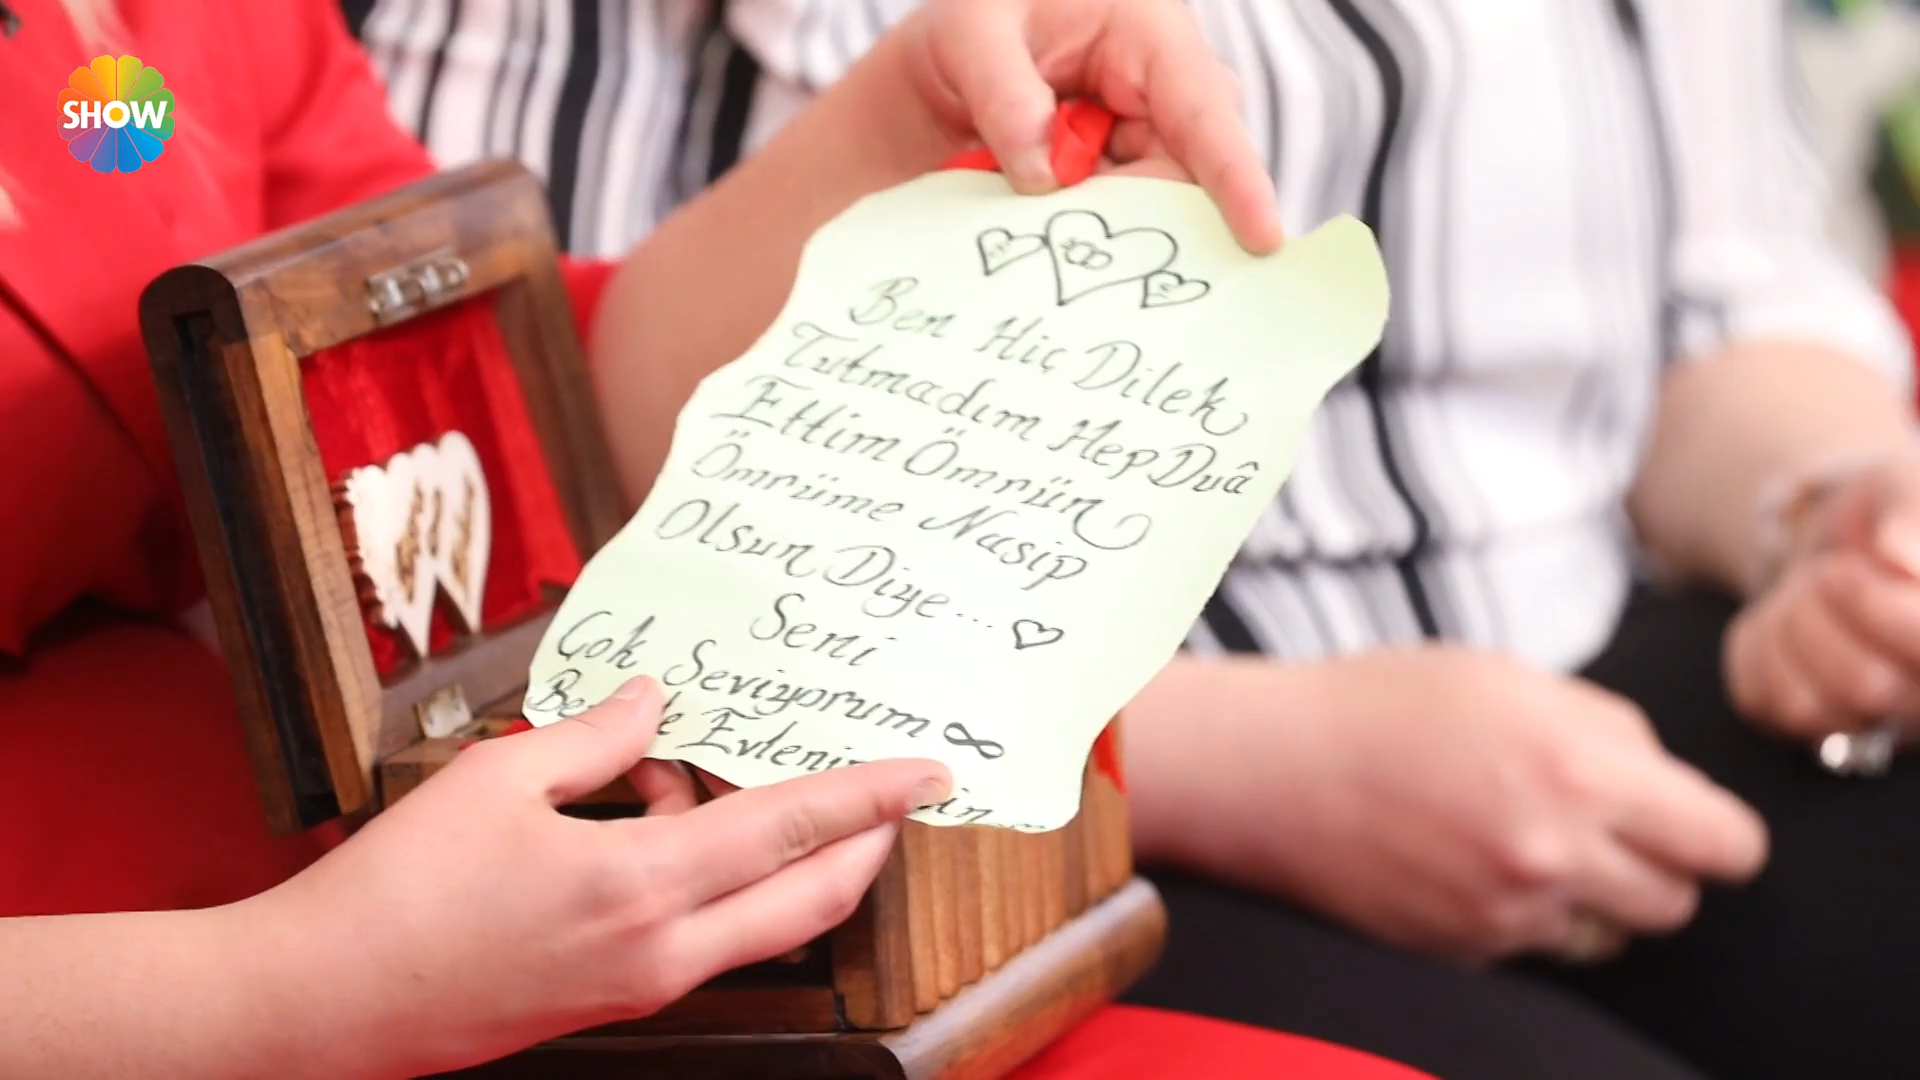 SHOW
Ben Hiç Dilek
Tutmadım Hep Duâ
Ettim Ömrün
Ömrüme Nasip
Olsun Diye... ♡
Seni
Çok Seviyorum ∞